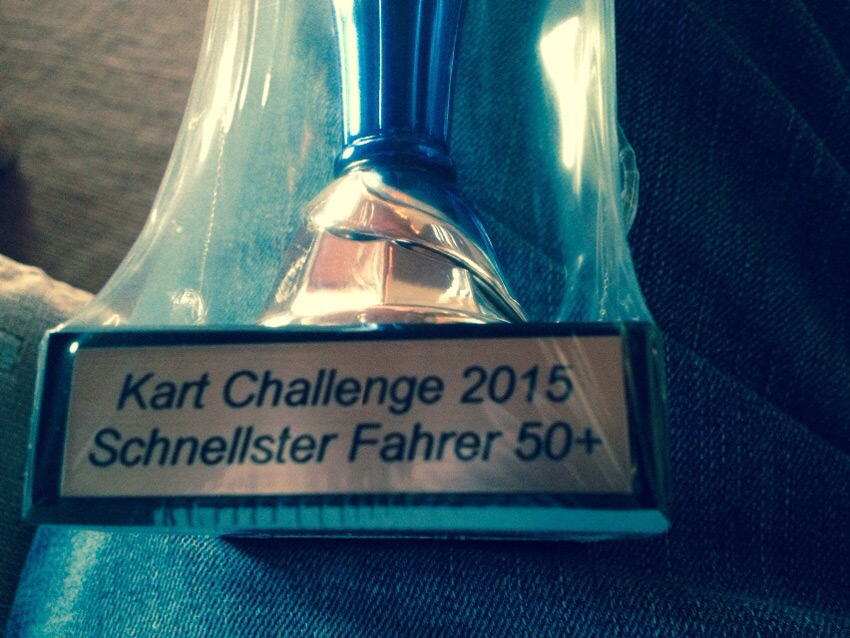 Kart Challenge 2015
Schnellster Fahrer 50+